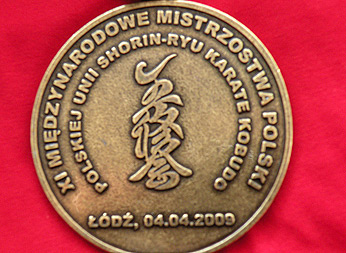 XI MIĘDZYNARODOWE MISTRZOSTWA POLSKI
POLSKIEJ UNII SHORIN-RYU KARATE KOBUDO
ŁÓDŹ, 04.04.2009